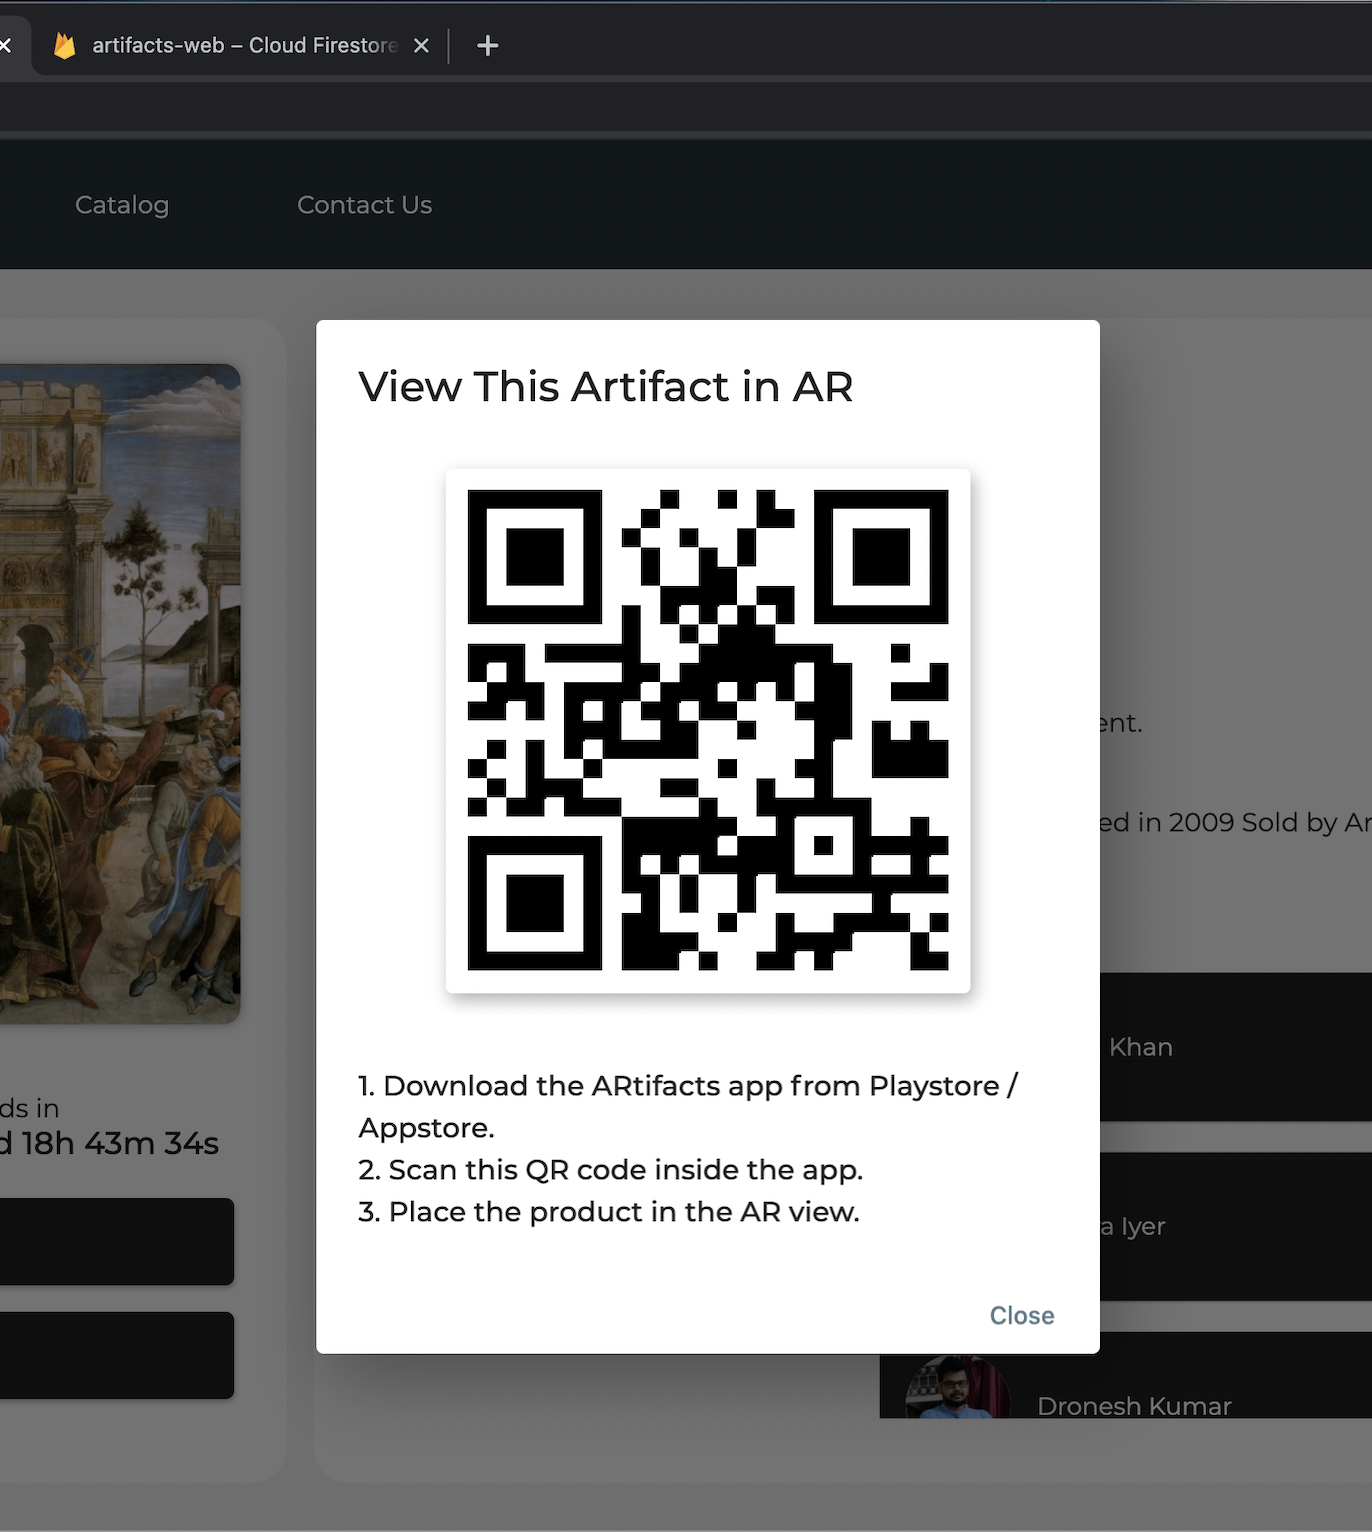 artifacts-web – Cloud Firestore
Catalog
Contact Us
View This Artifact in AR
ent.
ed in 2009 Sold by Ar
1. Download the ARtifacts app from Playstore /
Appstore.
2. Scan this QR code inside the app.
3. Place the product in the AR view.
Close
ds in
d 18h 43m 34s
Khan
a Iyer
Dronesh Kumar